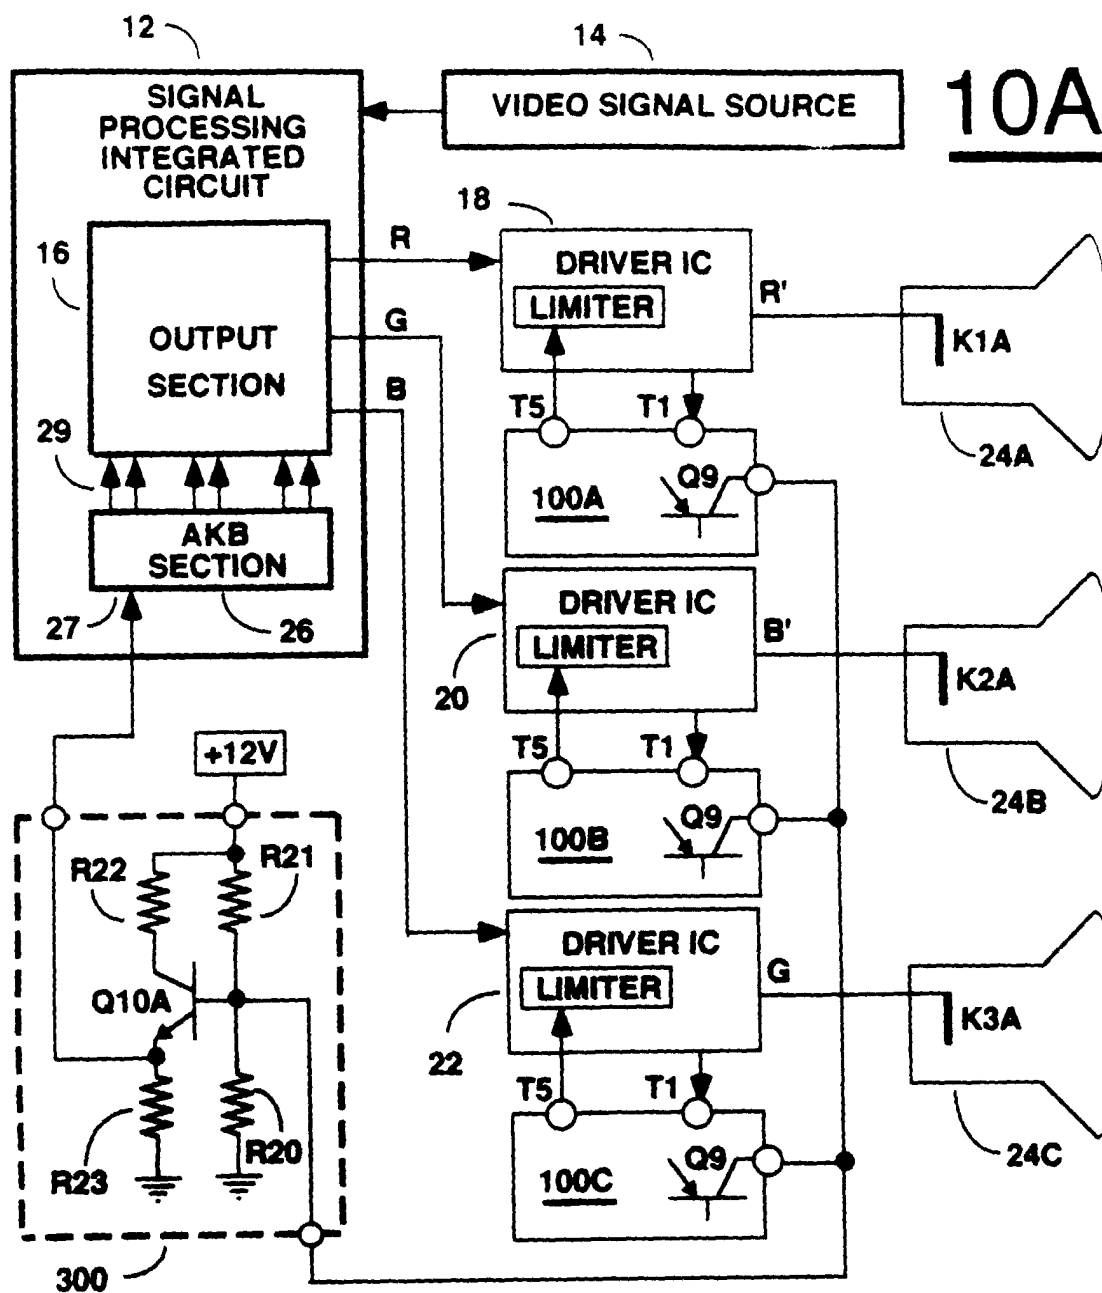 12
14
10A
SIGNAL
PROCESSING
INTEGRATED
CIRCUIT
VIDEO SIGNAL SOURCE
18
16
R
DRIVER IC
LIMITER
R'
K1A
OUTPUT
SECTION
G
B
T5
T1
24A
29
Q9
100A
AKB
SECTION
27
26
DRIVER IC
LIMITER
B'
K2A
20
T5
T1
24B
+12V
Q9
100B
R22
R21
DRIVER IC
LIMITER
G
K3A
Q10A
22
T5
T1
24C
R23
R20
Q9
100C
300